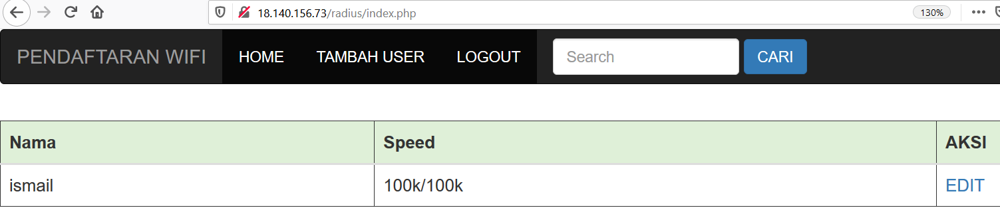 18.140.156.73/radius/index.php 130%
PENDAFTARAN WIFI HOME TAMBAH USER LOGOUT Search CARI
Nama Speed AKSI
ismail 100k/100k EDIT